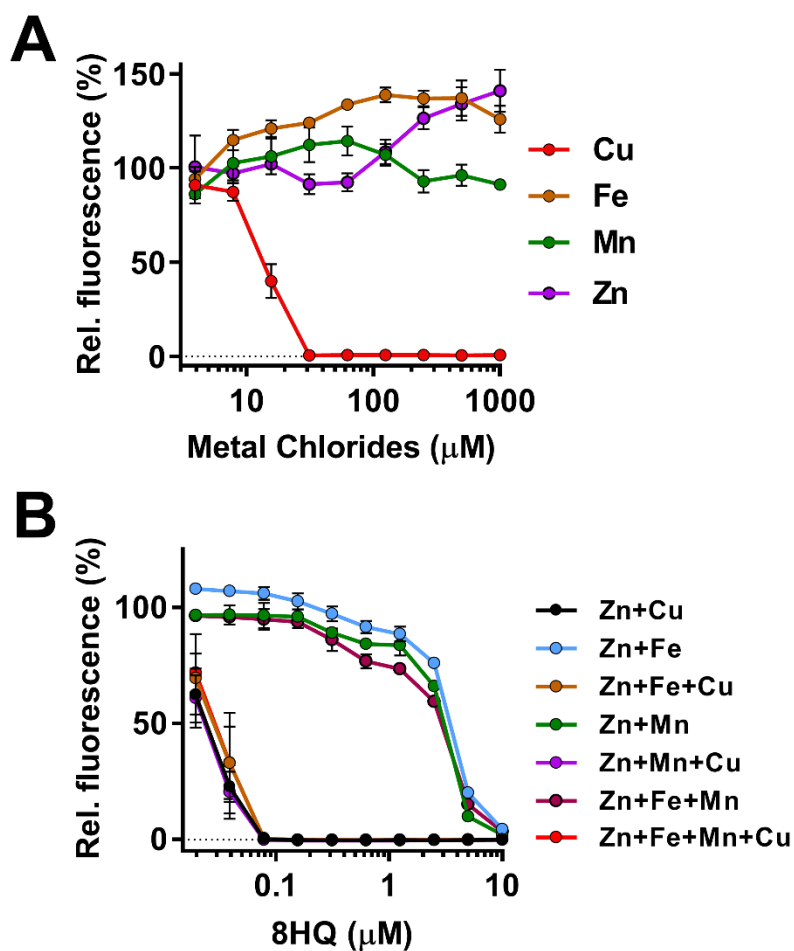 A
Rel. fluorescence (%)
150
100
50
0
10
100
1000
Metal Chlorides (μM)
Cu
Fe
Mn
Zn
B
Rel. fluorescence (%)
100
50
0
0.1
1
10
8HQ (μM)
Zn+Cu
Zn+Fe
Zn+Fe+Cu
Zn+Mn
Zn+Mn+Cu
Zn+Fe+Mn
Zn+Fe+Mn+Cu